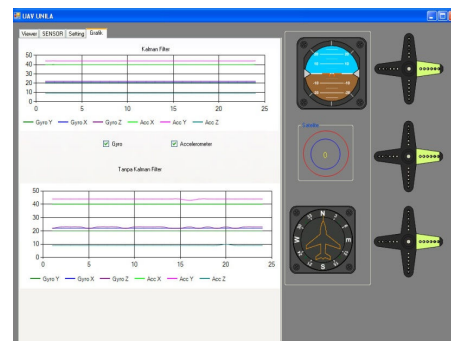 UAV UNILA
Viewer SENSOR Setting Grafik
Kalman Filter
50
40
30
20
10
0
0 5 10 15 20 25
Gyro Y Gyro X Gyro Z Acc X Acc Y Acc Z
Gyro Accelerometer
Tanpa Kalman Filter
50
40
30
20
10
0
0 5 10 15 20 25
Gyro Y Gyro X Gyro Z Acc X Acc Y Acc Z
0
N
E
S
W